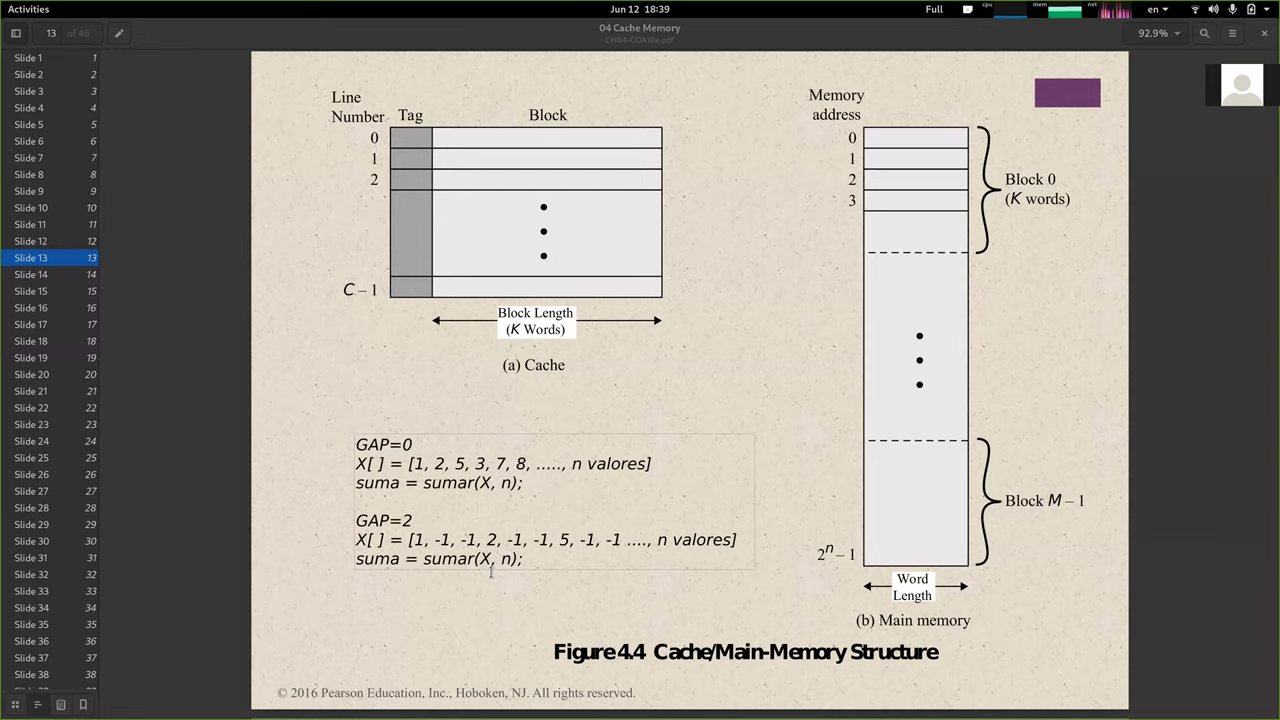 Activities
Jun 12 18:39
Full
cpu
mem
net
en
13 of 46
04 Cache Memory
CH04-COA10e.pdf
92.9%
Slide 1 1
Slide 2 2
Slide 3 3
Slide 4 4
Slide 5 5
Slide 6 6
Slide 7 7
Slide 8 8
Slide 9 9
Slide 10 10
Slide 11 11
Slide 12 12
Slide 13 13
Slide 14 14
Slide 15 15
Slide 16 16
Slide 17 17
Slide 18 18
Slide 19 19
Slide 20 20
Slide 21 21
Slide 22 22
Slide 23 23
Slide 24 24
Slide 25 25
Slide 26 26
Slide 27 27
Slide 28 28
Slide 29 29
Slide 30 30
Slide 31 31
Slide 32 32
Slide 33 33
Slide 34 34
Slide 35 35
Slide 36 36
Slide 37 37
Slide 38 38
Line
Number
Tag
Block
0
1
2
C – 1
Block Length
(K Words)
(a) Cache
Memory
address
0
1
2
3
Block 0
(K words)
Block M – 1
2n – 1
Word
Length
(b) Main memory
GAP=0
X[ ] = [1, 2, 5, 3, 7, 8, ....., n valores]
suma = sumar(X, n);
GAP=2
X[ ] = [1, -1, -1, 2, -1, -1, 5, -1, -1 ...., n valores]
suma = sumar(X, n);
Figure 4.4 Cache/Main-Memory Structure
© 2016 Pearson Education, Inc., Hoboken, NJ. All rights reserved.